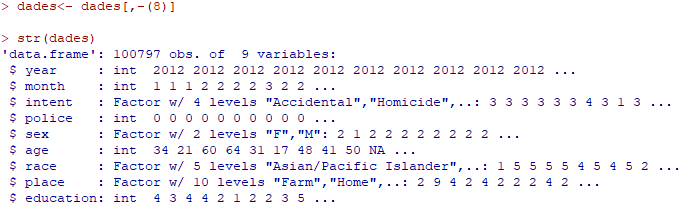 > dades<- dades[,-(8)]
> str(dades)
'data.frame': 100797 obs. of  9 variables:
 $ year     : int  2012 2012 2012 2012 2012 2012 2012 2012 2012 2012 ...
 $ month    : int  1 1 1 2 2 2 2 3 2 2 ...
 $ intent   : Factor w/ 4 levels "Accidental","Homicide",..: 3 3 3 3 3 3 4 3 1 3 ...
 $ police   : int  0 0 0 0 0 0 0 0 0 0 ...
 $ sex      : Factor w/ 2 levels "F","M": 2 1 2 2 2 2 2 2 2 2 ...
 $ age      : int  34 21 60 64 31 17 48 41 50 NA ...
 $ race     : Factor w/ 5 levels "Asian/Pacific Islander",..: 1 5 5 5 5 4 5 4 5 2 ...
 $ place    : Factor w/ 10 levels "Farm","Home",..: 2 9 4 2 4 2 2 2 4 2 ...
 $ education: int  4 3 4 4 2 1 2 2 3 5 ...